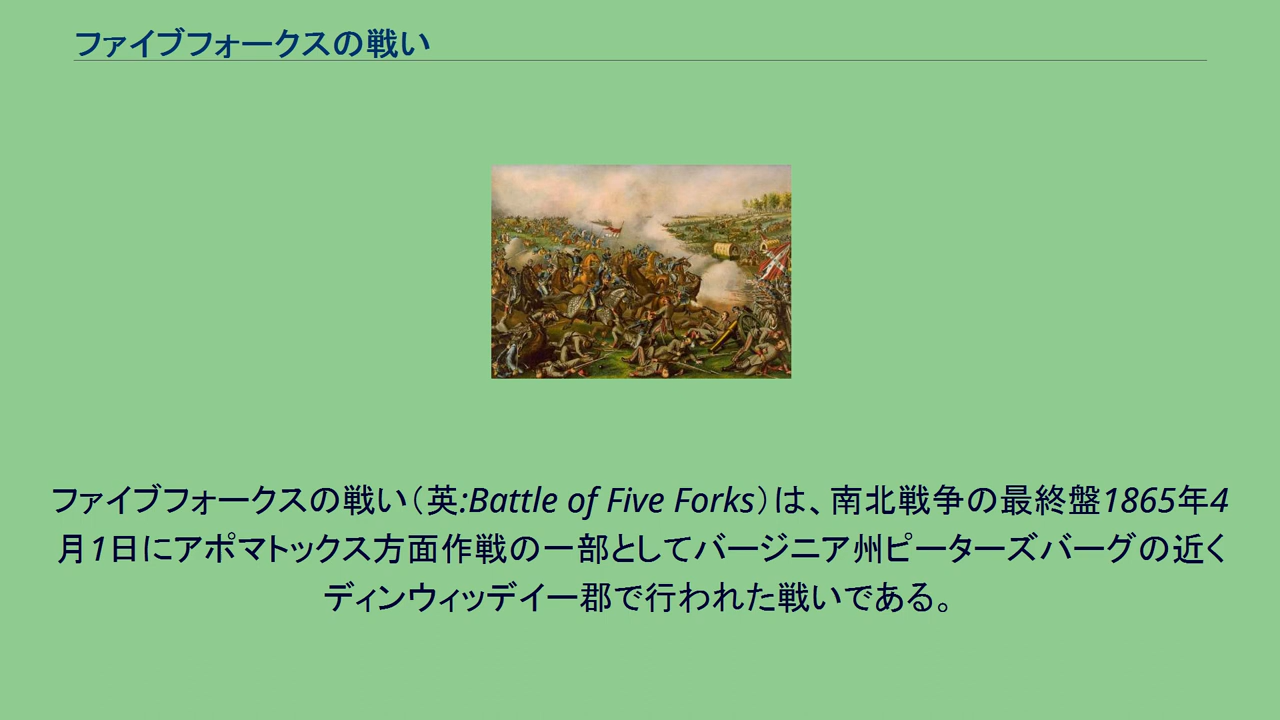 ファイブフォークスの戦い
ファイブフォークスの戦い（英:Battle of Five Forks）は、南北戦争の最終盤1865年4
月1日にアポマトックス方面作戦の一部としてバージニア州ピーターズバーグの近く
ディンウィッデイー郡で行われた戦いである。